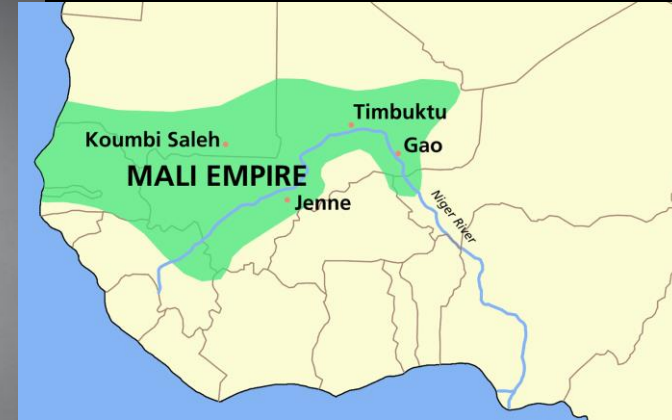 Timbuktu
Koumbi Saleh
Gao
MALI EMPIRE
Jenne
Niger River